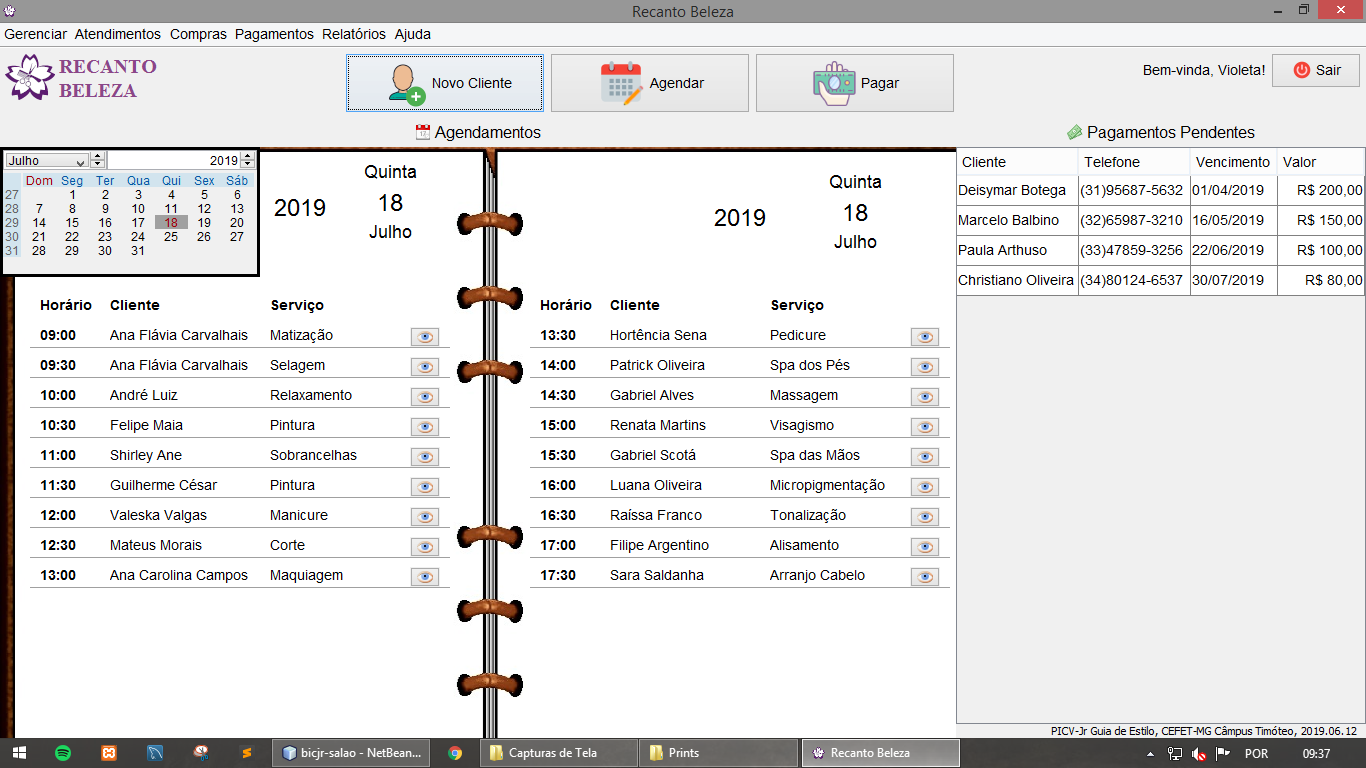 Recanto Beleza
Gerenciar Atendimentos Compras Pagamentos Relatórios Ajuda
RECANTO
BELEZA
Novo Cliente
Agendar
Pagar
Bem-vinda, Violeta!
Sair
Agendamentos
Pagamentos Pendentes
Julho 2019
Dom Seg Ter Qua Qui Sex Sáb
27 1 2 3 4 5 6
28 7 8 9 10 11 12 13
29 14 15 16 17 18 19 20
30 21 22 23 24 25 26 27
31 28 29 30 31
2019
Quinta
18
Julho
Horário Cliente Serviço
09:00 Ana Flávia Carvalhais Matização
09:30 Ana Flávia Carvalhais Selagem
10:00 André Luiz Relaxamento
10:30 Felipe Maia Pintura
11:00 Shirley Ane Sobrancelhas
11:30 Guilherme César Pintura
12:00 Valeska Valgas Manicure
12:30 Mateus Morais Corte
13:00 Ana Carolina Campos Maquiagem
2019
Quinta
18
Julho
Horário Cliente Serviço
13:30 Hortência Sena Pedicure
14:00 Patrick Oliveira Spa dos Pés
14:30 Gabriel Alves Massagem
15:00 Renata Martins Visagismo
15:30 Gabriel Scotá Spa das Mãos
16:00 Luana Oliveira Micropigmentação
16:30 Raíssa Franco Tonalização
17:00 Filipe Argentino Alisamento
17:30 Sara Saldanha Arranjo Cabelo
Cliente Telefone Vencimento Valor
Deisymar Botega (31)95687-5632 01/04/2019 R$ 200,00
Marcelo Balbino (32)65987-3210 16/05/2019 R$ 150,00
Paula Arthuso (33)47859-3256 22/06/2019 R$ 100,00
Christiano Oliveira (34)80124-6537 30/07/2019 R$ 80,00
PICV-Jr Guia de Estilo, CEFET-MG Câmpus Timóteo, 2019.06.12
bicjr-salao - NetBean...
Capturas de Tela
Prints
Recanto Beleza
POR
09:37